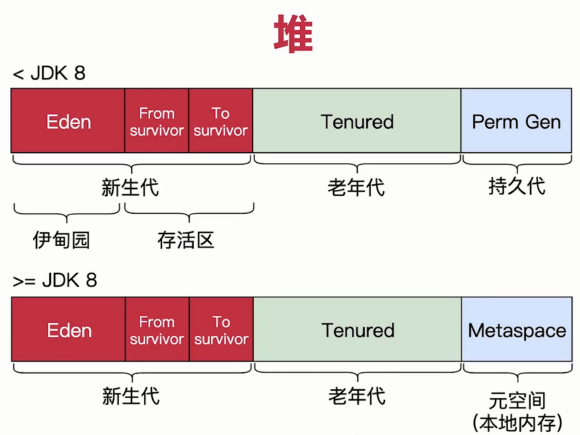 堆
< JDK 8
Eden
From
survivor
To
survivor
Tenured
Perm Gen
新生代
老年代
持久代
伊甸园
存活区
>= JDK 8
Eden
From
survivor
To
survivor
Tenured
Metaspace
新生代
老年代
元空间
(本地内存)